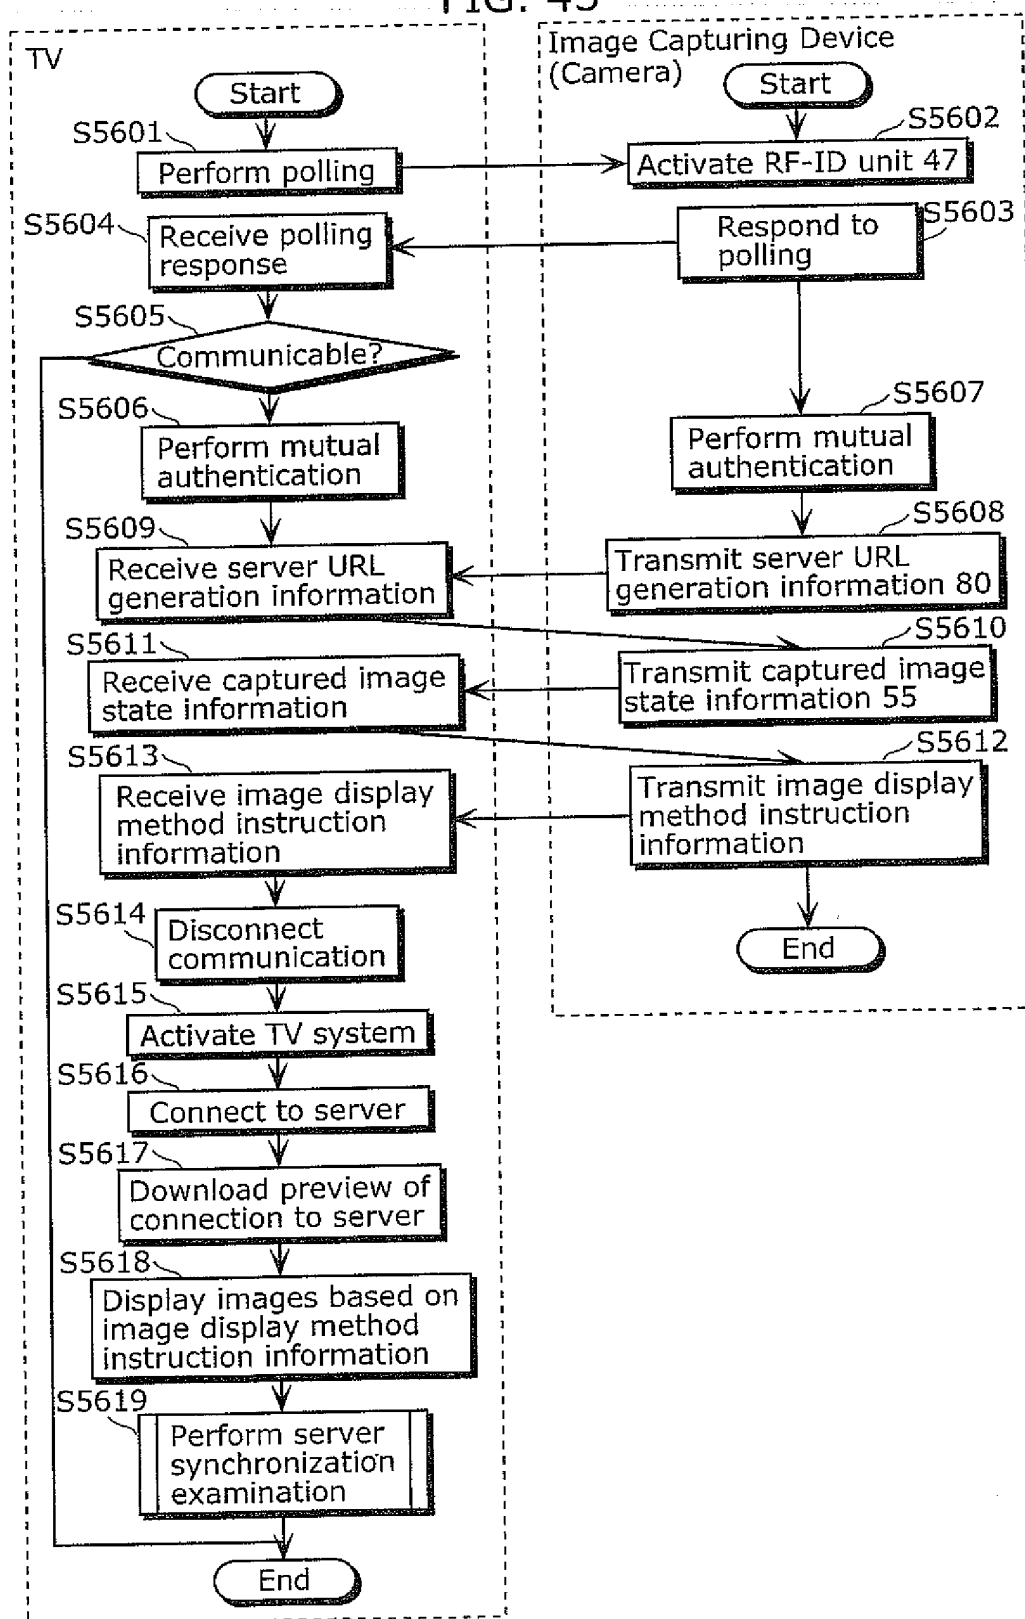 FIG. 43
TV
Start
S5601
Perform polling
S5604
Receive polling
response
S5605
Communicable?
S5606
Perform mutual
authentication
S5609
Receive server URL
generation information
S5611
Receive captured image
state information
S5613
Receive image display
method instruction
information
S5614
Disconnect
communication
S5615
Activate TV system
S5616
Connect to server
S5617
Download preview of
connection to server
S5618
Display images based on
image display method
instruction information
S5619
Perform server
synchronization
examination
End
Image Capturing Device
(Camera)
Start
S5602
Activate RF-ID unit 47
S5603
Respond to
polling
S5607
Perform mutual
authentication
S5608
Transmit server URL
generation information 80
S5610
Transmit captured image
state information 55
S5612
Transmit image display
method instruction
information
End